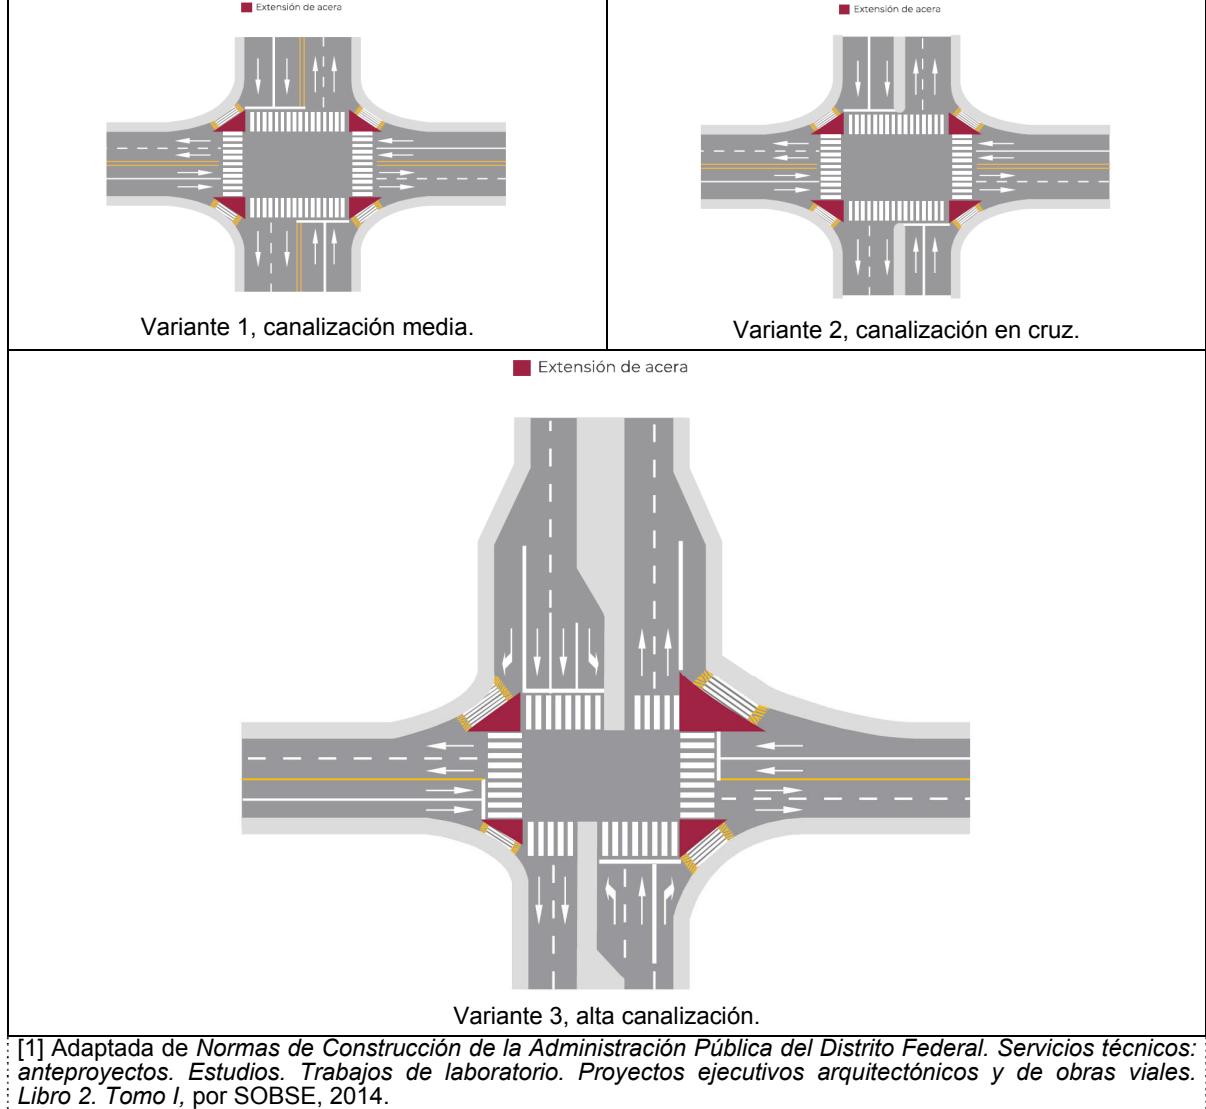 Extensión de acera
Extensión de acera
Variante 1, canalización media.
Variante 2, canalización en cruz.
Extensión de acera
Variante 3, alta canalización.
[1] Adaptada de Normas de Construcción de la Administración Pública del Distrito Federal. Servicios técnicos:
anteproyectos. Estudios. Trabajos de laboratorio. Proyectos ejecutivos arquitectónicos y de obras viales.
Libro 2. Tomo I, por SOBSE, 2014.